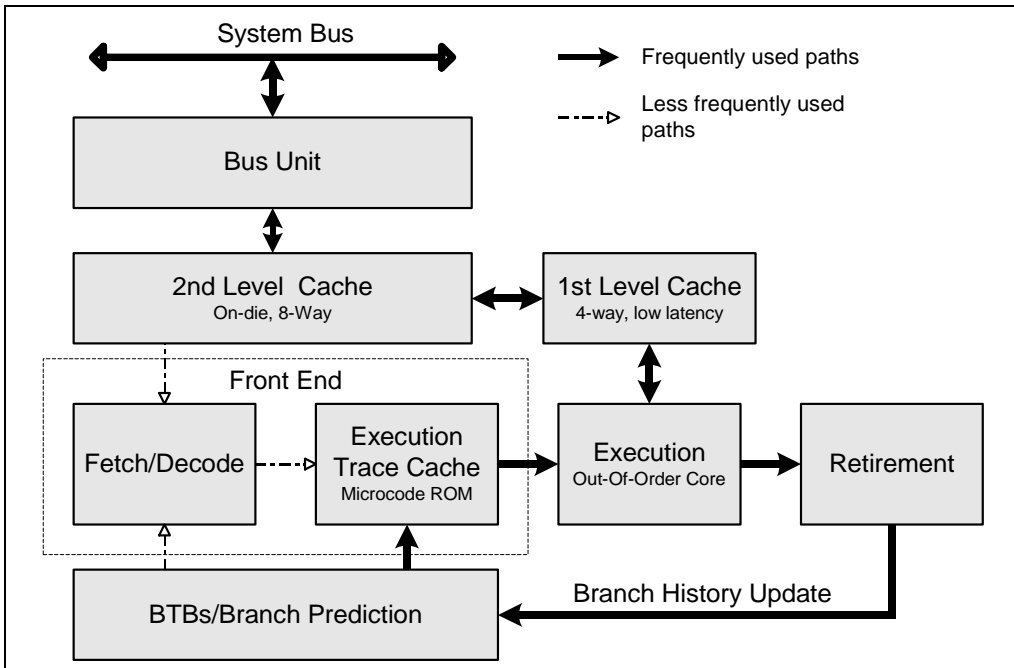 System Bus
Frequently used paths
Less frequently used
paths
Bus Unit
2nd Level Cache
On-die, 8-Way
1st Level Cache
4-way, low latency
Front End
Fetch/Decode
Execution
Trace Cache
Microcode ROM
Execution
Out-Of-Order Core
Retirement
BTBs/Branch Prediction
Branch History Update